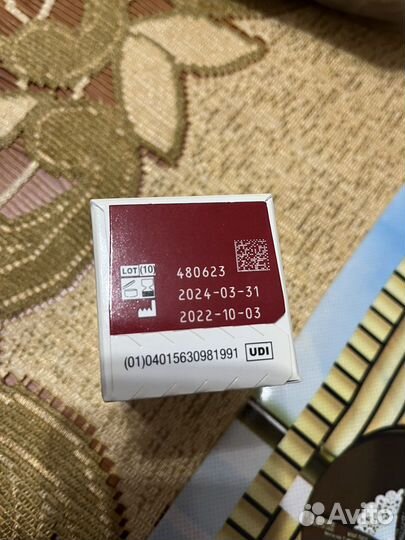 LOT (10) 480623
2024-03-31
2022-10-03
(01)04015630981991 UDI
Avito